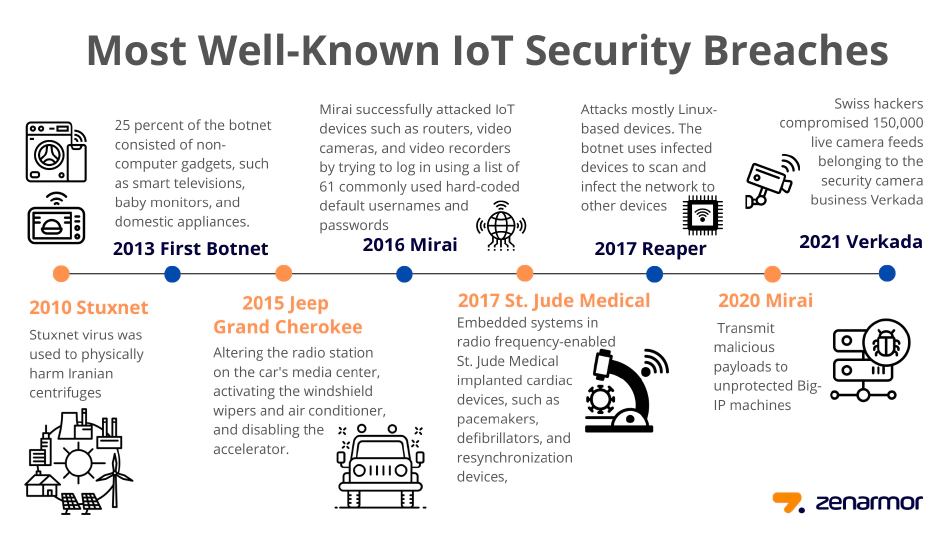 Most Well-Known IoT Security Breaches
25 percent of the botnet
consisted of non-
computer gadgets, such
as smart televisions,
baby monitors, and
domestic appliances.
2013 First Botnet
Mirai successfully attacked IoT
devices such as routers, video
cameras, and video recorders
by trying to log in using a list of
61 commonly used hard-coded
default usernames and
passwords
2016 Mirai
Attacks mostly Linux-
based devices. The
botnet uses infected
devices to scan and
infect the network to
other devices
2017 Reaper
Swiss hackers
compromised 150,000
live camera feeds
belonging to the
security camera
business Verkada
2021 Verkada
2010 Stuxnet
Stuxnet virus was
used to physically
harm Iranian
centrifuges
2015 Jeep
Grand Cherokee
Altering the radio station
on the car's media center,
activating the windshield
wipers and air conditioner,
and disabling the
accelerator.
2017 St. Jude Medical
Embedded systems in
radio frequency-enabled
St. Jude Medical
implanted cardiac
devices, such as
pacemakers,
defibrillators, and
resynchronization
devices,
2020 Mirai
Transmit
malicious
payloads to
unprotected Big-
IP machines
zenarmor